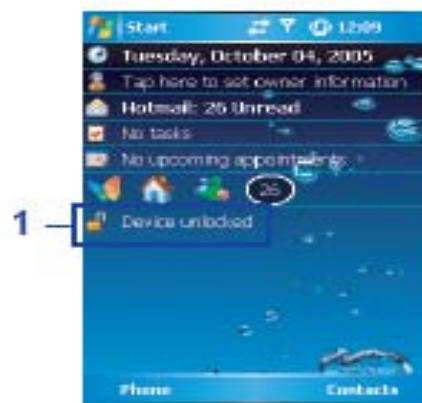 Start 12:09
Tuesday, October 04, 2005
Tap here to set owner information
Hotmail: 26 Unread
No tasks
No upcoming appointments
26
1
Device unlocked
Phone Contacts